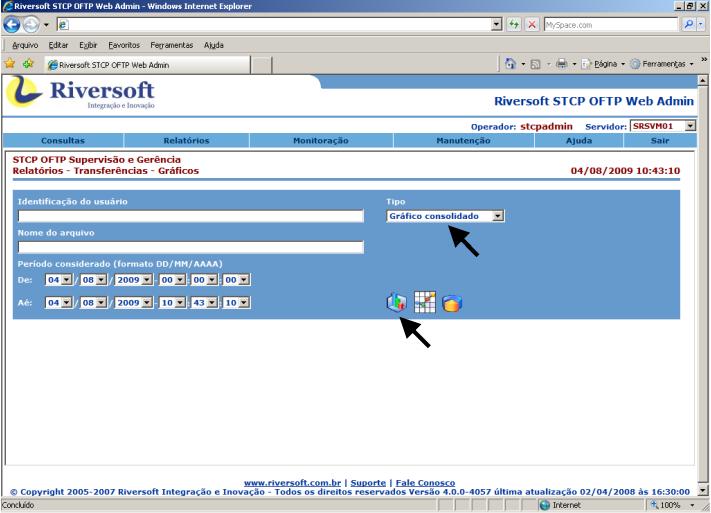 Riversoft STCP OFTP Web Admin - Windows Internet Explorer
MySpace.com
Arquivo Editar Exibir Favoritos Ferramentas Ajuda
Riversoft STCP OFTP Web Admin
Página Ferramentas »
Riversoft
Integração e Inovação
Riversoft STCP OFTP Web Admin
Operador: stcpadmin Servidor: SRSVM01
Consultas Relatórios Monitoração Manutenção Ajuda Sair
STCP OFTP Supervisão e Gerência
Relatórios - Transferências - Gráficos 04/08/2009 10:43:10
Identificação do usuário Tipo
Gráfico consolidado
Nome do arquivo
Período considerado (formato DD/MM/AAAA)
De: 04 / 08 / 2009 - 00 : 00 : 00
Aé: 04 / 08 / 2009 - 10 : 43 : 10
www.riversoft.com.br | Suporte | Fale Conosco
© Copyright 2005-2007 Riversoft Integração e Inovação - Todos os direitos reservados Versão 4.0.0-4057 última atualização 02/04/2008 às 16:30:00
Concluído Internet 100%